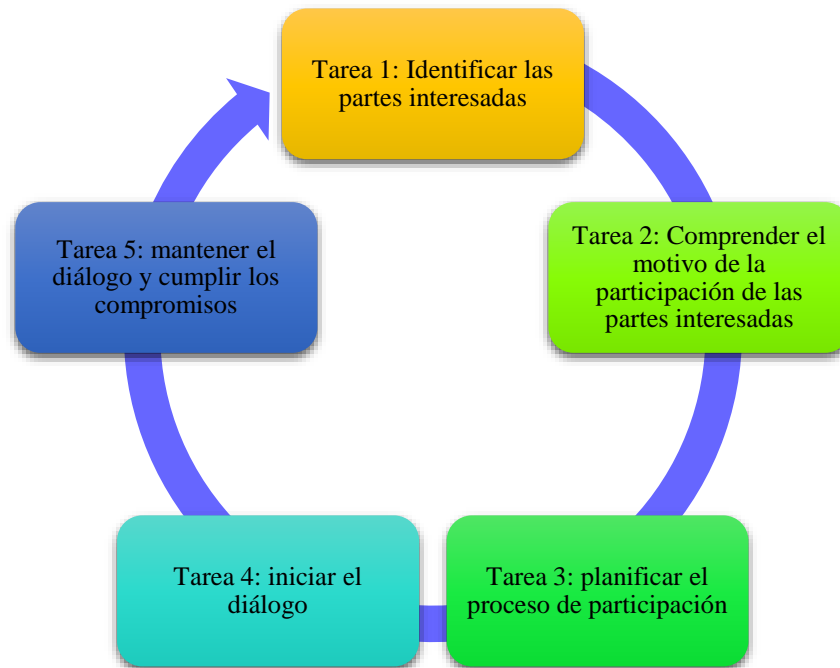 Tarea 1: Identificar las
partes interesadas
Tarea 2: Comprender el
motivo de la
participación de las
partes interesadas
Tarea 3: planificar el
proceso de participación
Tarea 4: iniciar el
diálogo
Tarea 5: mantener el
diálogo y cumplir los
compromisos